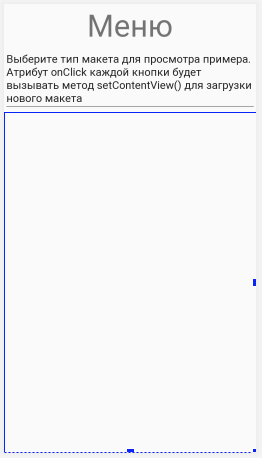 Меню
Выберите тип макета для просмотра примера.
Атрибут onClick каждой кнопки будет
вызывать метод setContentView() для загрузки
нового макета